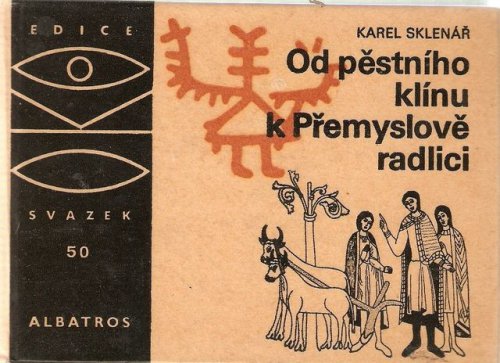 EDICE
SVAZEK
50
ALBATROS
KAREL SKLENÁŘ
Od pěstního
klínu
k Přemyslově
radlici